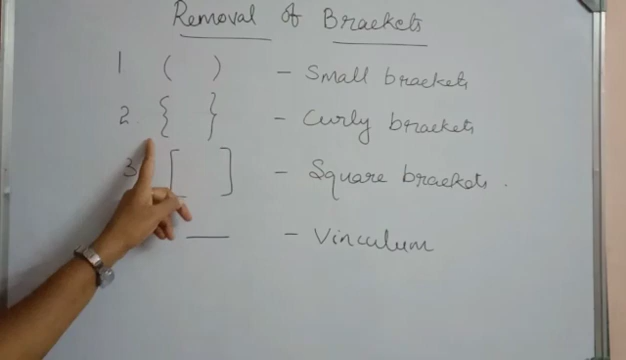 Removal of Brackets
1 ( ) - Small brackets
2. { } - Curly brackets
3 [ ] - Square brackets.
— - Vinculum